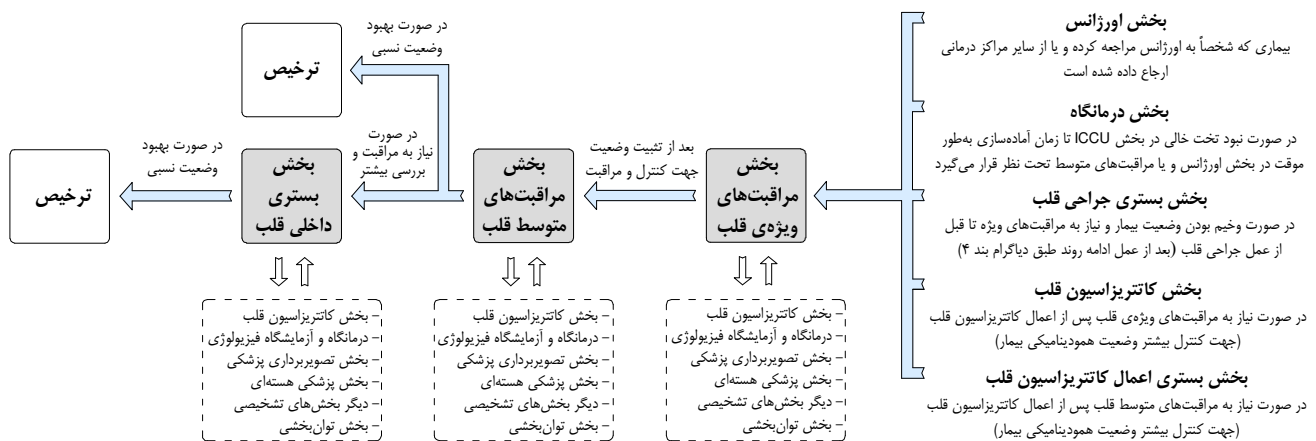 بخش اورژانس
بیماری که شخصاً به اورژانس مراجعه کرده و یا از سایر مراکز درمانی
ارجاع داده شده است
بخش درمانگاه
در صورت نبود تخت خالی در بخش ICCU تا زمان آماده‌سازی به‌طور
موقت در بخش اورژانس و یا مراقبت‌های متوسط تحت نظر قرار می‌گیرد
بخش بستری جراحی قلب
در صورت وخیم بودن وضعیت بیمار و نیاز به مراقبت‌های ویژه تا قبل
از عمل جراحی قلب (بعد از عمل ادامه روند طبق دیاگرام بند ۴)
بخش کاتتریزاسیون قلب
در صورت نیاز به مراقبت‌های ویژه‌ی قلب پس از اعمال کاتتریزاسیون قلب
(جهت کنترل بیشتر وضعیت همودینامیکی بیمار)
بخش بستری اعمال کاتتریزاسیون قلب
در صورت نیاز به مراقبت‌های متوسط قلب پس از اعمال کاتتریزاسیون قلب
(جهت کنترل بیشتر وضعیت همودینامیکی بیمار)
بخش
مراقبت‌های
ویژه‌ی قلب
- بخش کاتتریزاسیون قلب
- درمانگاه و آزمایشگاه فیزیولوژی
- بخش تصویربرداری پزشکی
- بخش پزشکی هسته‌ای
- دیگر بخش‌های تشخیصی
- بخش توان‌بخشی
بعد از تثبیت وضعیت
جهت کنترل و مراقبت
بخش
مراقبت‌های
متوسط قلب
- بخش کاتتریزاسیون قلب
- درمانگاه و آزمایشگاه فیزیولوژی
- بخش تصویربرداری پزشکی
- بخش پزشکی هسته‌ای
- دیگر بخش‌های تشخیصی
- بخش توان‌بخشی
در صورت بهبود
وضعیت نسبی
ترخیص
در صورت
نیاز به مراقبت و
بررسی بیشتر
بخش
بستری
داخلی قلب
- بخش کاتتریزاسیون قلب
- درمانگاه و آزمایشگاه فیزیولوژی
- بخش تصویربرداری پزشکی
- بخش پزشکی هسته‌ای
- دیگر بخش‌های تشخیصی
- بخش توان‌بخشی
در صورت بهبود
وضعیت نسبی
ترخیص